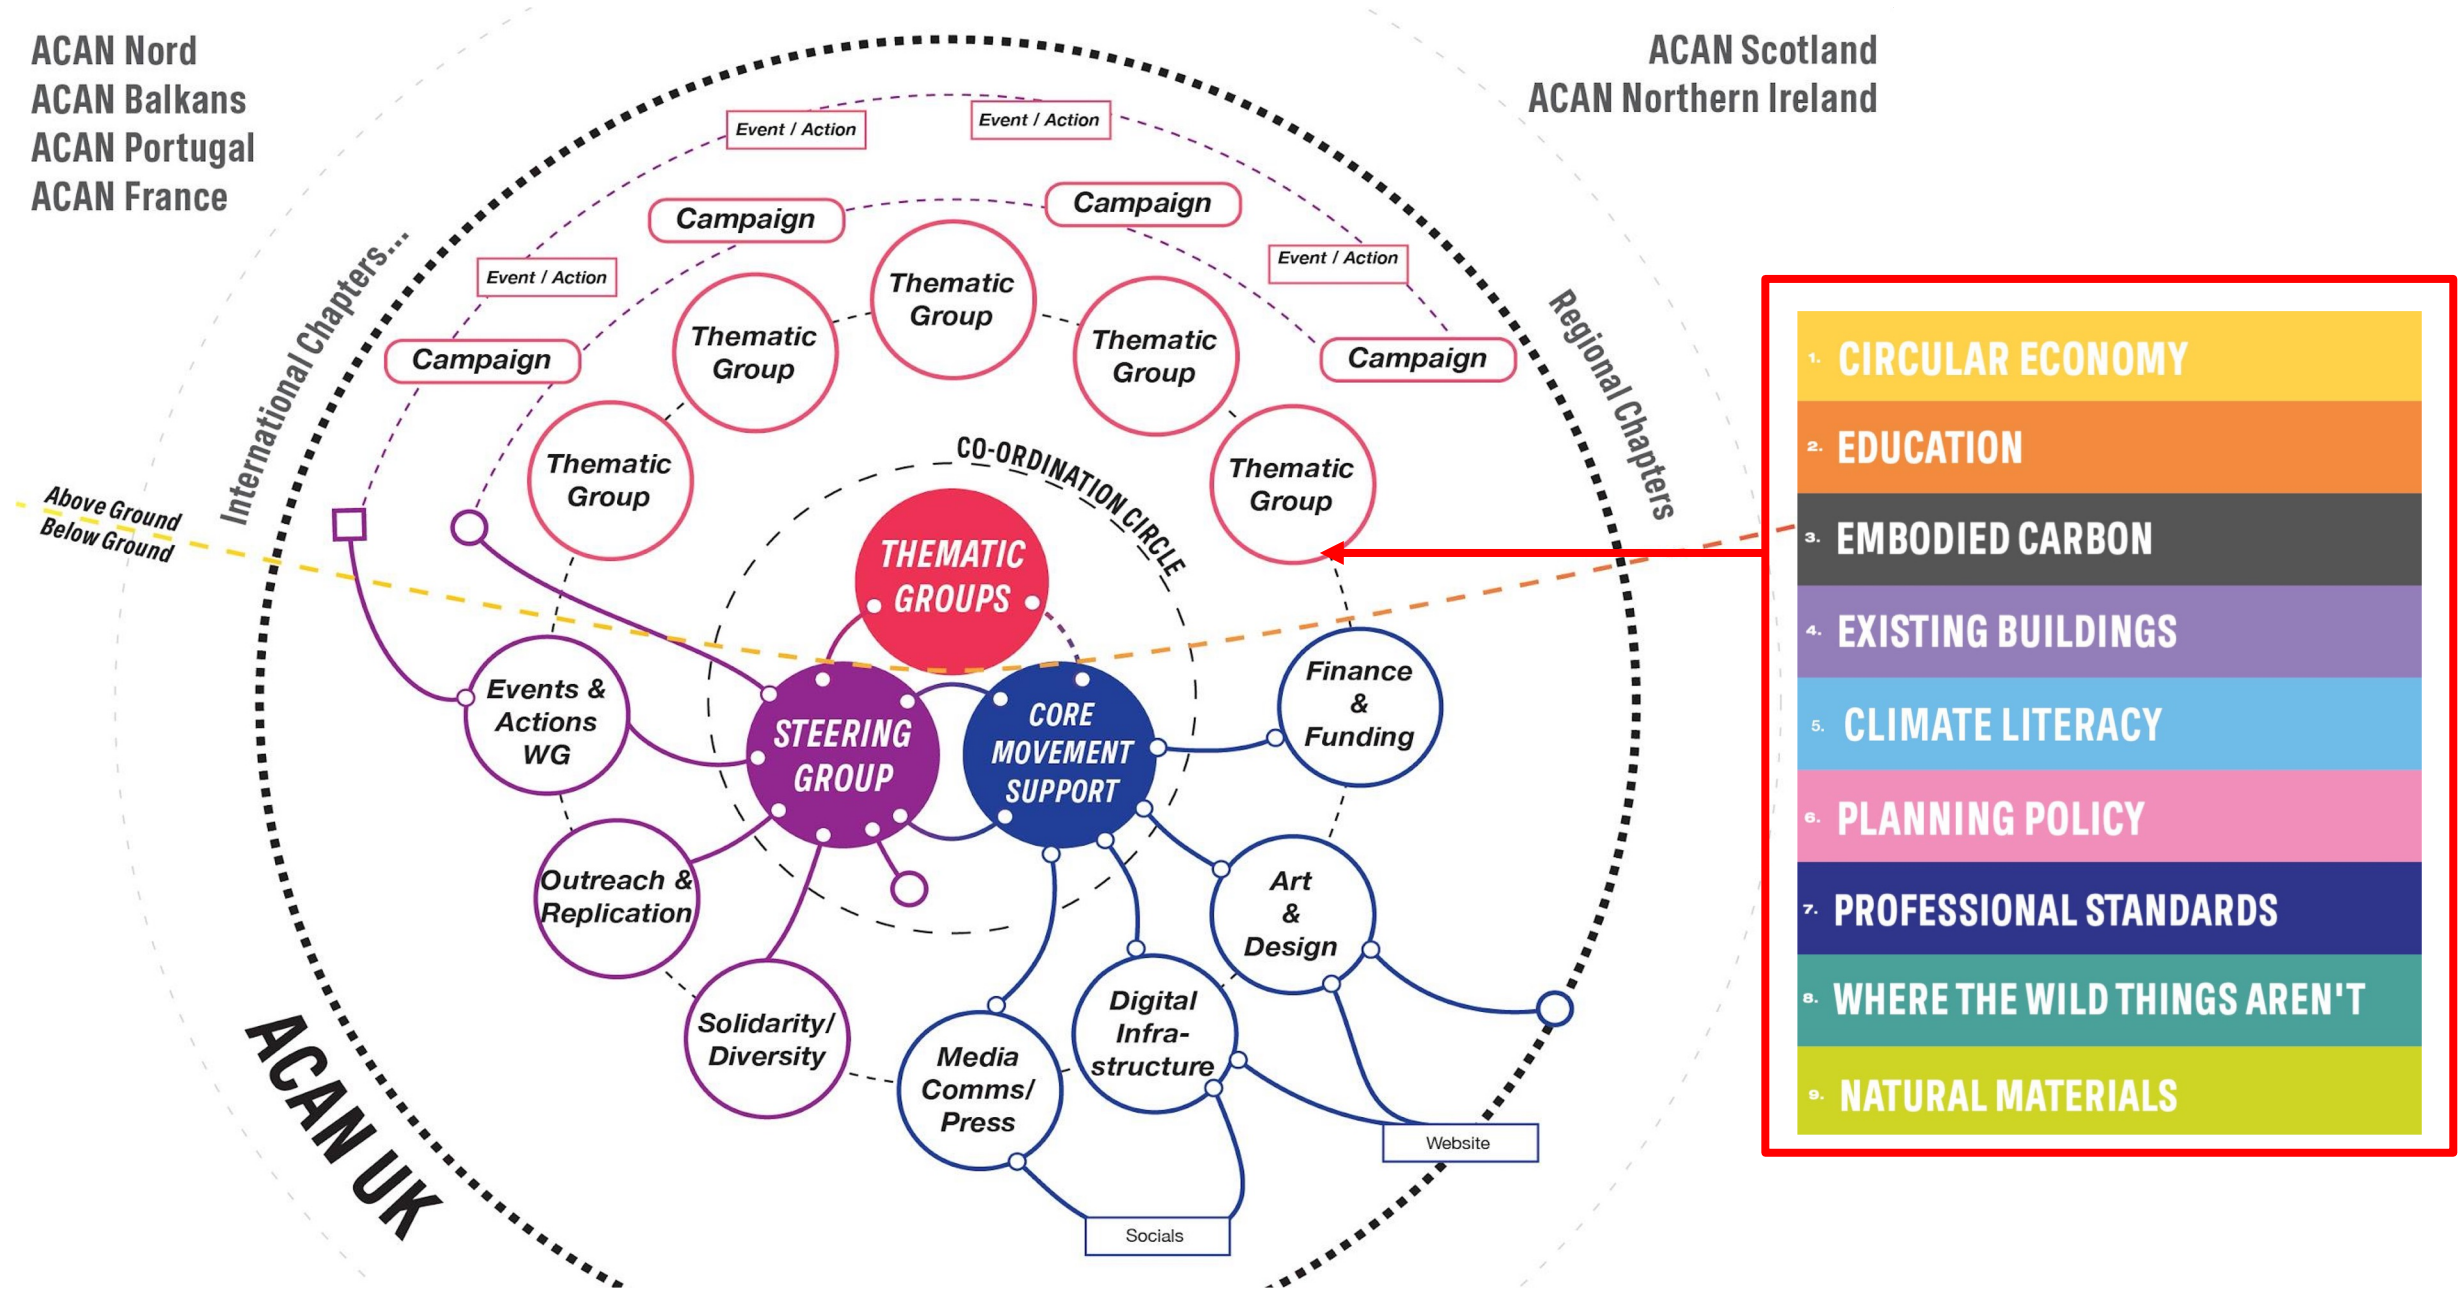 ACAN Nord
ACAN Balkans
ACAN Portugal
ACAN France
ACAN Scotland
ACAN Northern Ireland
International Chapters...
Regional Chapters
Above Ground
Below Ground
ACAN UK
Event / Action
Event / Action
Event / Action
Event / Action
Campaign
Campaign
Campaign
Campaign
Thematic
Group
Thematic
Group
Thematic
Group
Thematic
Group
Thematic
Group
CO-ORDINATION CIRCLE
THEMATIC
GROUPS
STEERING
GROUP
CORE
MOVEMENT
SUPPORT
Events &
Actions
WG
Outreach &
Replication
Solidarity/
Diversity
Media
Comms/
Press
Digital
Infra-
structure
Art
&
Design
Finance
&
Funding
Website
Socials
1. CIRCULAR ECONOMY
2. EDUCATION
3. EMBODIED CARBON
4. EXISTING BUILDINGS
5. CLIMATE LITERACY
6. PLANNING POLICY
7. PROFESSIONAL STANDARDS
8. WHERE THE WILD THINGS AREN'T
9. NATURAL MATERIALS